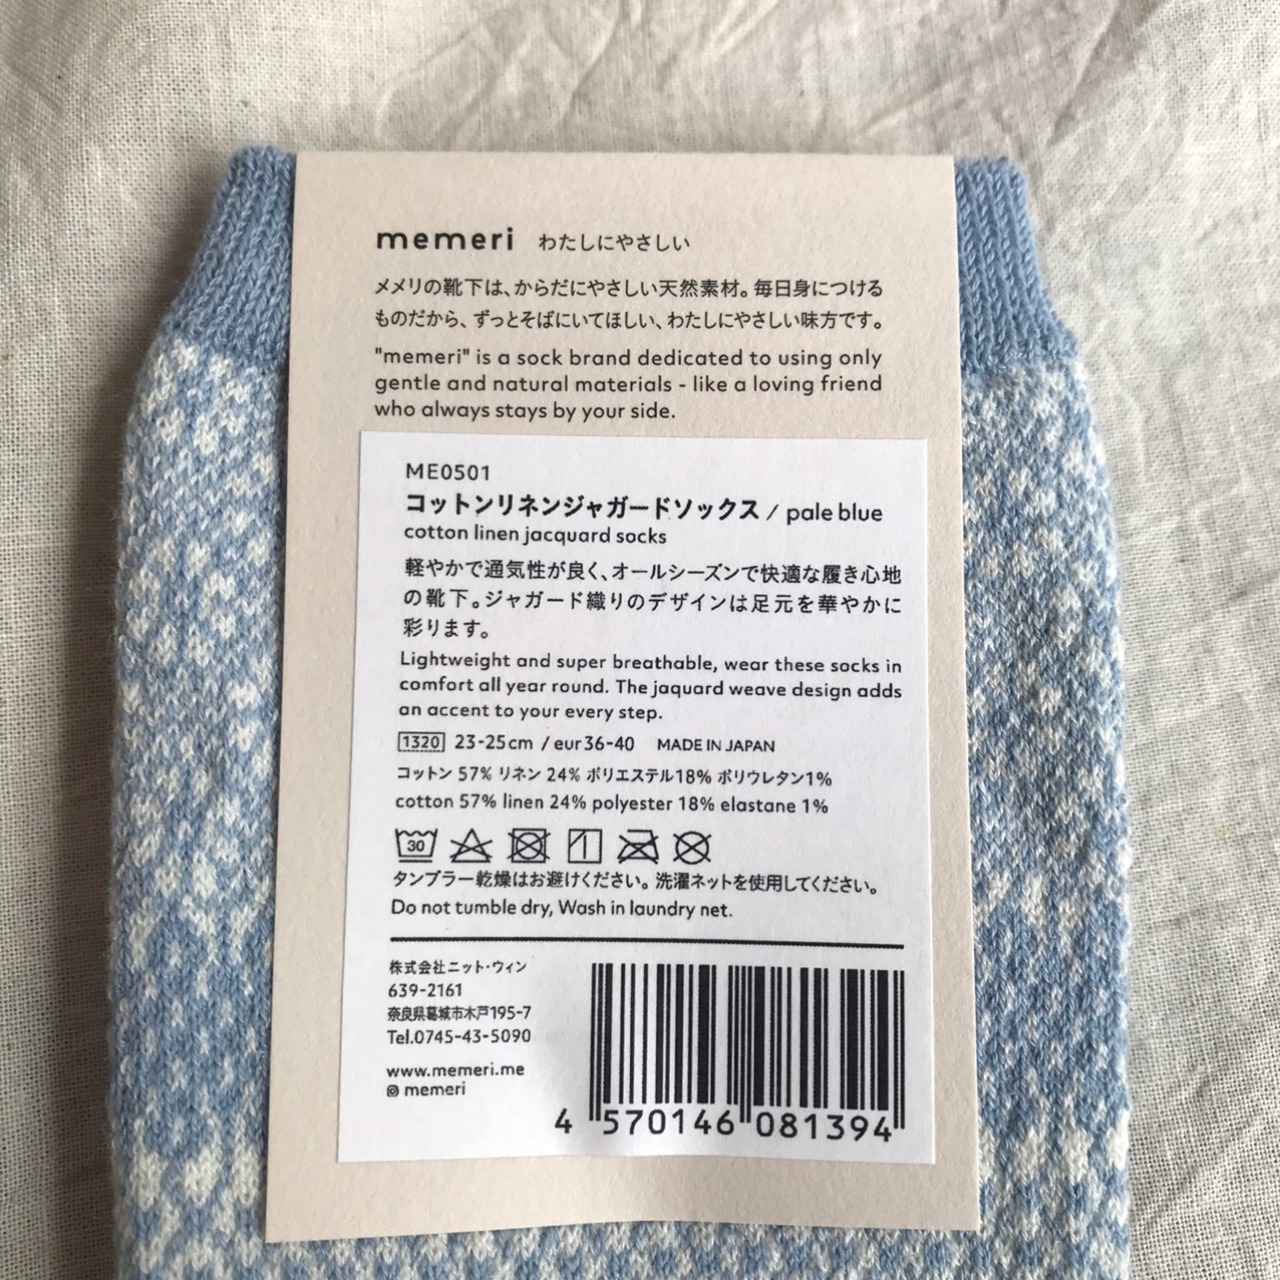 memeri わたしにやさしい
メメリの靴下は、からだにやさしい天然素材。毎日身につける
ものだから、ずっとそばにいてほしい、わたしにやさしい味方です。
"memeri" is a sock brand dedicated to using only
gentle and natural materials - like a loving friend
who always stays by your side.
ME0501
コットンリネンジャガードソックス / pale blue
cotton linen jacquard socks
軽やかで通気性が良く、オールシーズンで快適な履き心地
の靴下。ジャガード織りのデザインは足元を華やかに
彩ります。
Lightweight and super breathable, wear these socks in
comfort all year round. The jaquard weave design adds
an accent to your every step.
1320 23-25cm / eur36-40 MADE IN JAPAN
コットン 57% リネン 24% ポリエステル18% ポリウレタン1%
cotton 57% linen 24% polyester 18% elastane 1%
30
タンブラー乾燥はお避けください。洗濯ネットを使用してください。
Do not tumble dry, Wash in laundry net.
株式会社ニット・ウィン
639-2161
奈良県葛城市木戸195-7
Tel.0745-43-5090
www.memeri.me
memeri
4 570146 081394